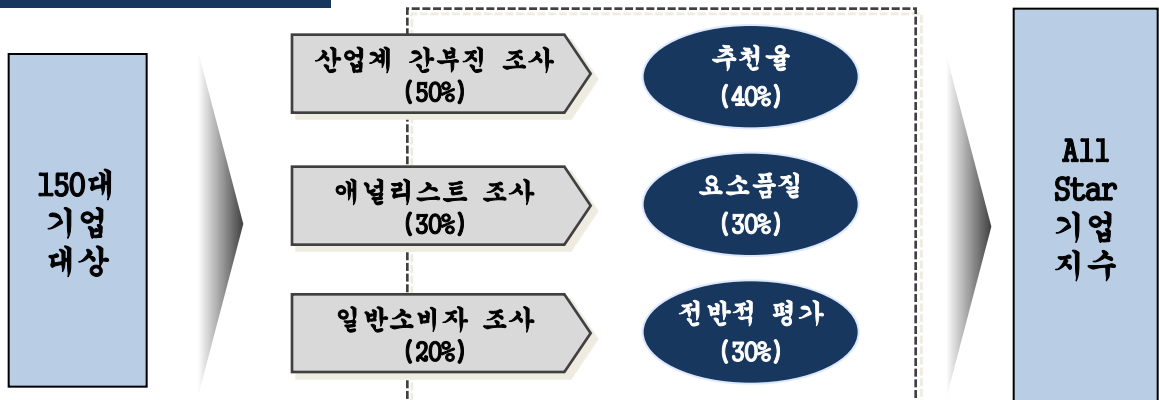 150대
기업
대상
산업계 간부진 조사
(50%)
애널리스트 조사
(30%)
일반소비자 조사
(20%)
추천율
(40%)
요소품질
(30%)
전반적 평가
(30%)
All
Star
기업
지수